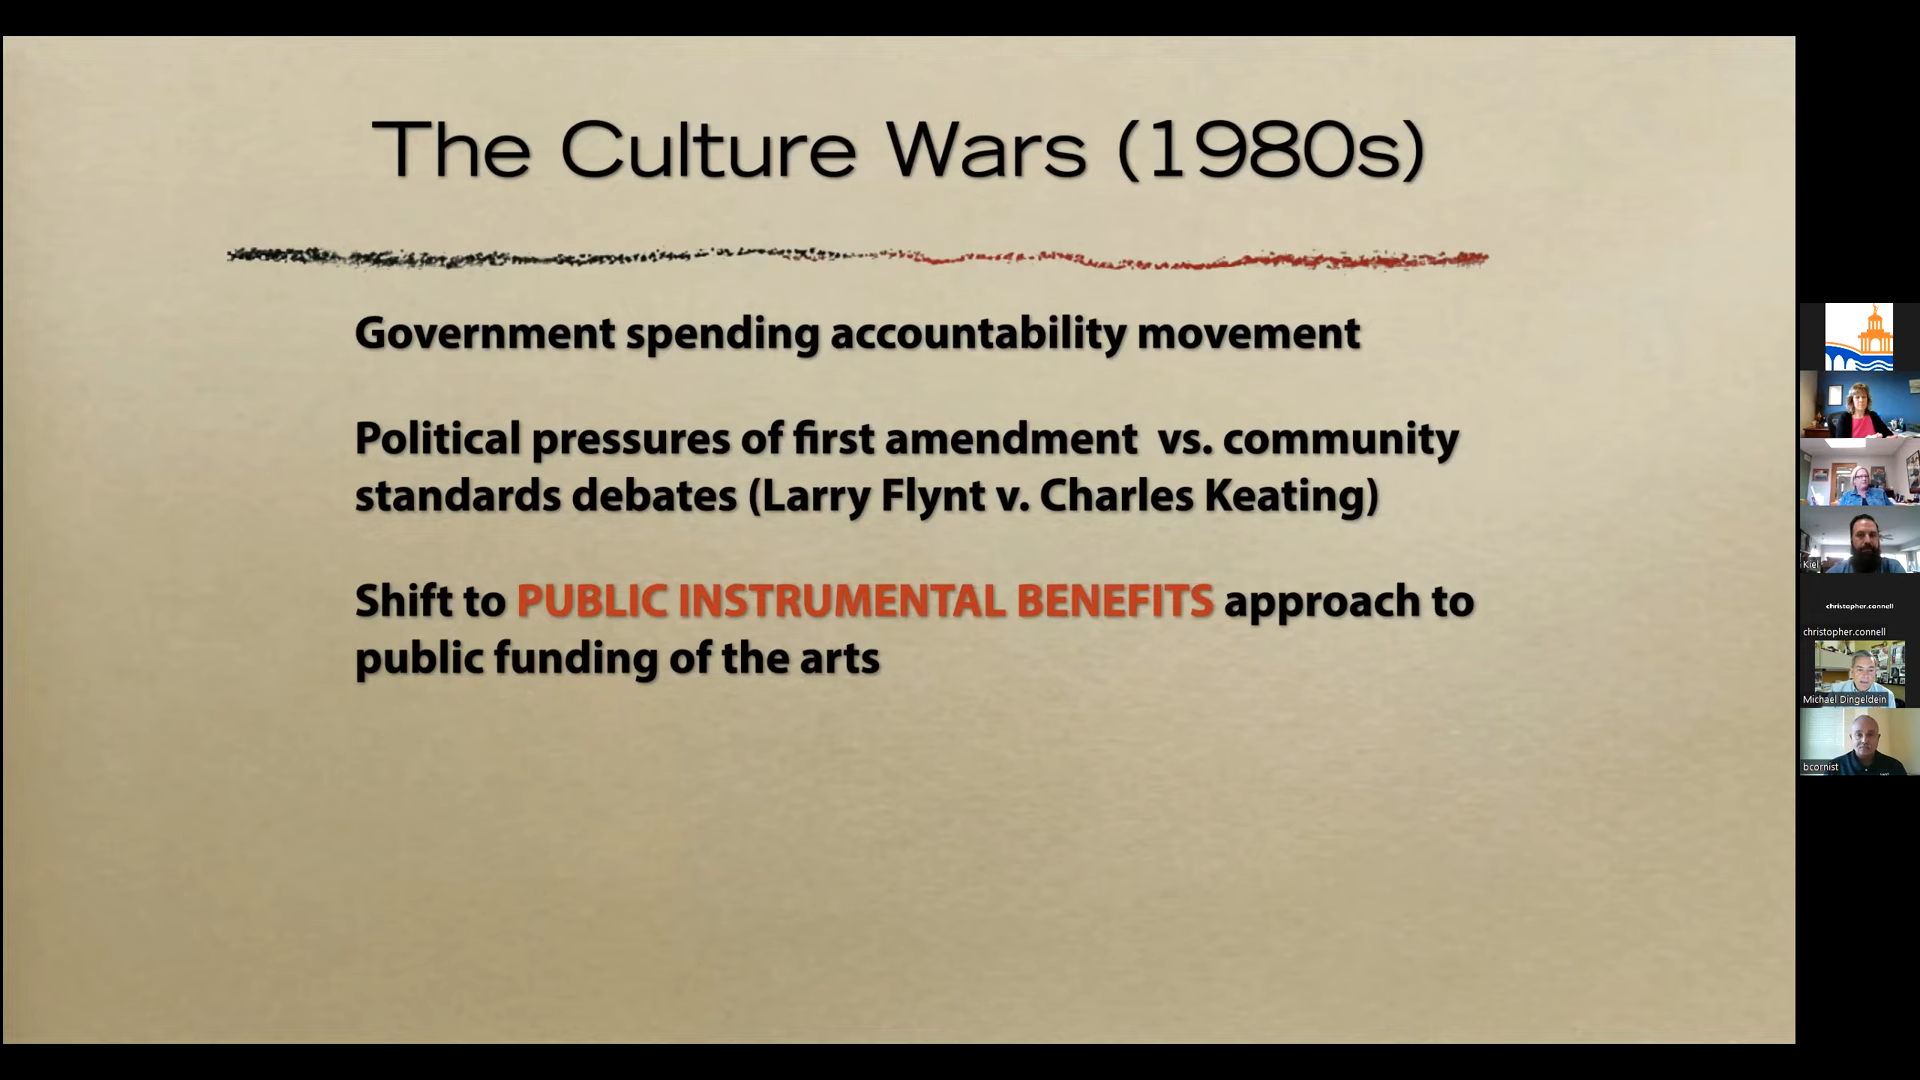 The Culture Wars (1980s)
Government spending accountability movement
Political pressures of first amendment  vs. community
standards debates (Larry Flynt v. Charles Keating)
Shift to PUBLIC INSTRUMENTAL BENEFITS approach to
public funding of the arts
Kiel
christopher.connell
christopher.connell
Michael Dingeldein
bcornist